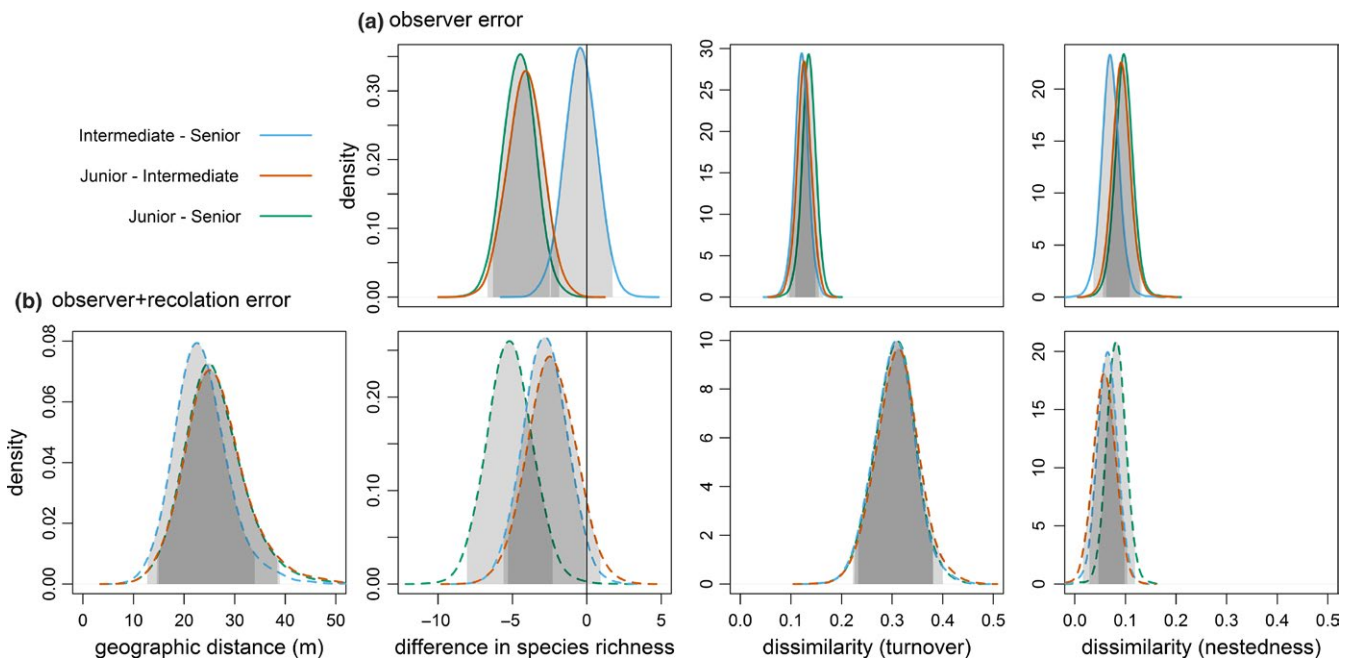 (a) observer error
Intermediate - Senior
Junior - Intermediate
Junior - Senior
density
0.00 0.10 0.20 0.30
0 5 10 15 20 25 30
0 5 10 15 20
(b) observer+recolation error
density
0.00 0.02 0.04 0.06 0.08
0 10 20 30 40 50
geographic distance (m)
0.00 0.10 0.20
−10 −5 0 5
difference in species richness
0 2 4 6 8 10
0.0 0.1 0.2 0.3 0.4 0.5
dissimilarity (turnover)
0 5 10 15 20
0.0 0.1 0.2 0.3 0.4 0.5
dissimilarity (nestedness)